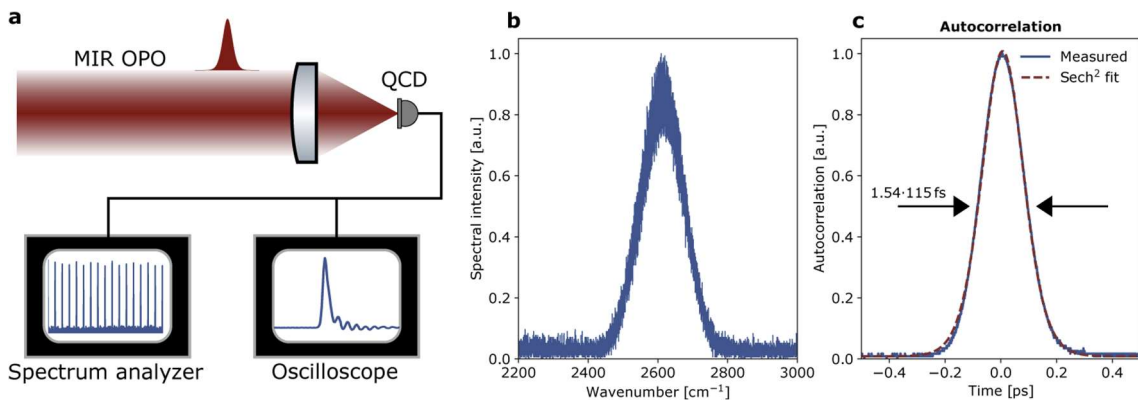 a
MIR OPO
QCD
Spectrum analyzer
Oscilloscope
b
Spectral intensity [a.u.]
1.0
0.8
0.6
0.4
0.2
0.0
2200
2400
2600
2800
3000
Wavenumber [cm⁻¹]
c
Autocorrelation
Autocorrelation [a.u.]
1.0
0.8
0.6
0.4
0.2
0.0
Measured
Sech² fit
1.54·115 fs
−0.4
−0.2
0.0
0.2
0.4
Time [ps]